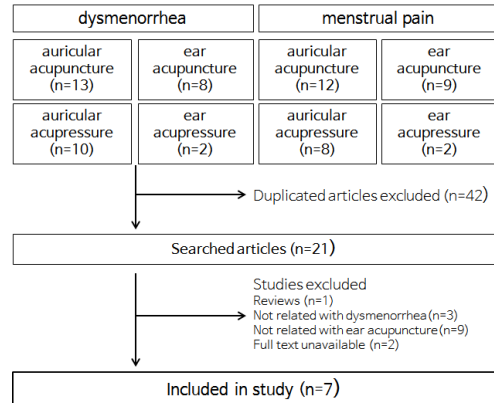 dysmenorrhea
menstrual pain
auricular
acupuncture
(n=13)
ear
acupuncture
(n=8)
auricular
acupuncture
(n=12)
ear
acupuncture
(n=9)
auricular
acupressure
(n=10)
ear
acupressure
(n=2)
auricular
acupressure
(n=8)
ear
acupressure
(n=2)
Duplicated articles excluded (n=42)
Searched articles (n=21)
Studies excluded
Reviews (n=1)
Not related with dysmenorrhea (n=3)
Not related with ear acupuncture (n=9)
Full text unavailable (n=2)
Included in study (n=7)